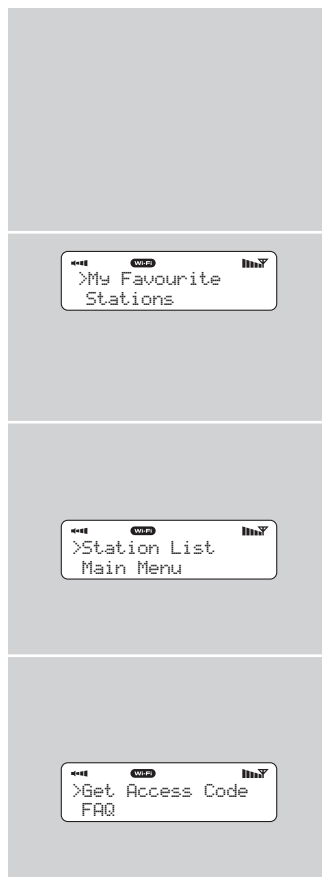 Wi-Fi
>My Favourite
Stations
Wi-Fi
>Station List
Main Menu
Wi-Fi
>Get Access Code
FAQ